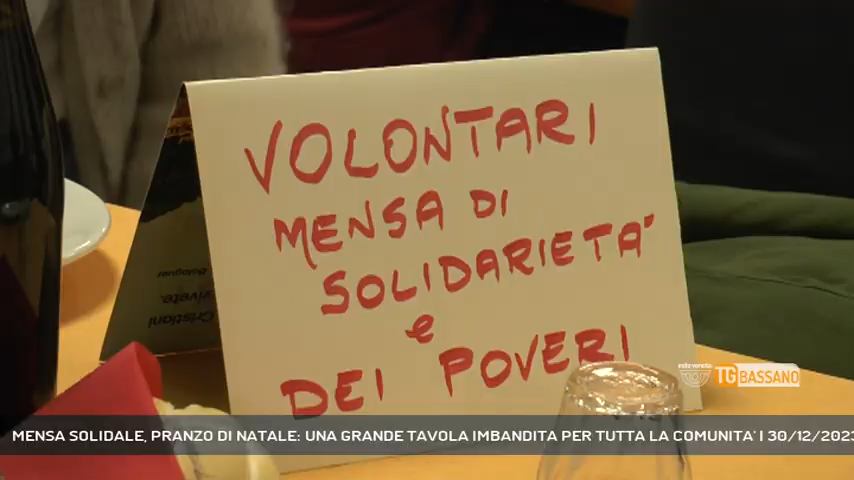 VOLONTARI
MENSA DI
SOLIDARIETA'
e
DEI POVERI
Cristiani
TG BASSANO
MENSA SOLIDALE, PRANZO DI NATALE: UNA GRANDE TAVOLA IMBANDITA PER TUTTA LA COMUNITA' | 30/12/2023